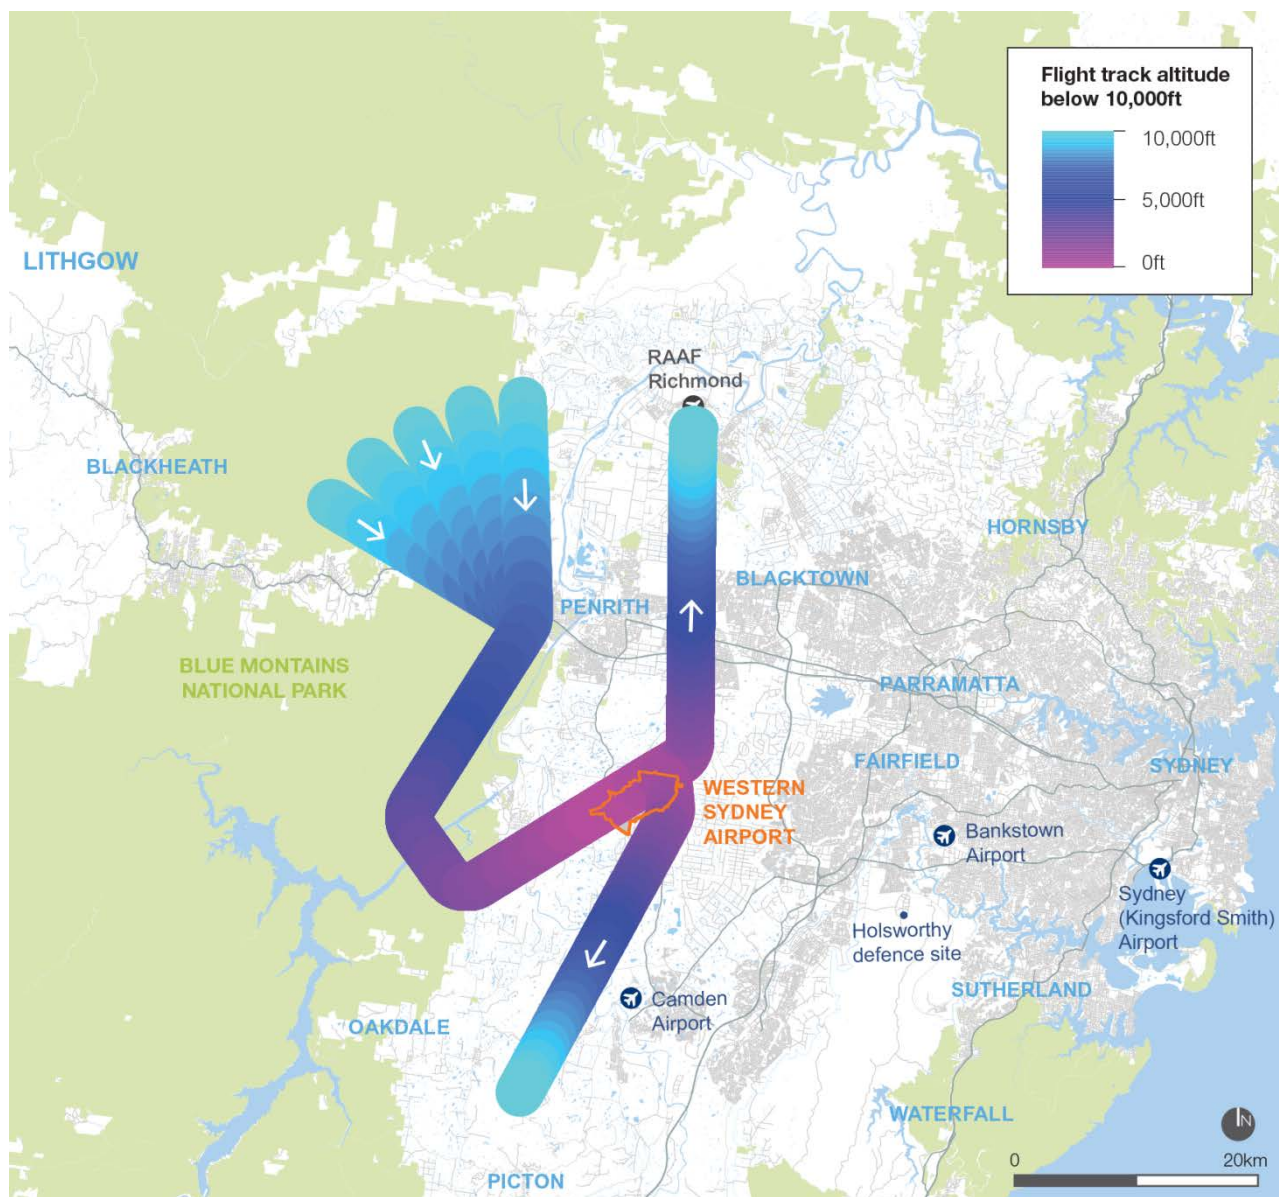 Flight track altitude
below 10,000ft
10,000ft
5,000ft
0ft
LITHGOW
RAAF
Richmond
BLACKHEATH
HORNSBY
BLACKTOWN
PENRITH
BLUE MONTAINS
NATIONAL PARK
PARRAMATTA
FAIRFIELD
SYDNEY
WESTERN
SYDNEY
AIRPORT
Bankstown
Airport
Sydney
(Kingsford Smith)
Airport
Holsworthy
defence site
SUTHERLAND
Camden
Airport
OAKDALE
WATERFALL
N
PICTON
0
20km